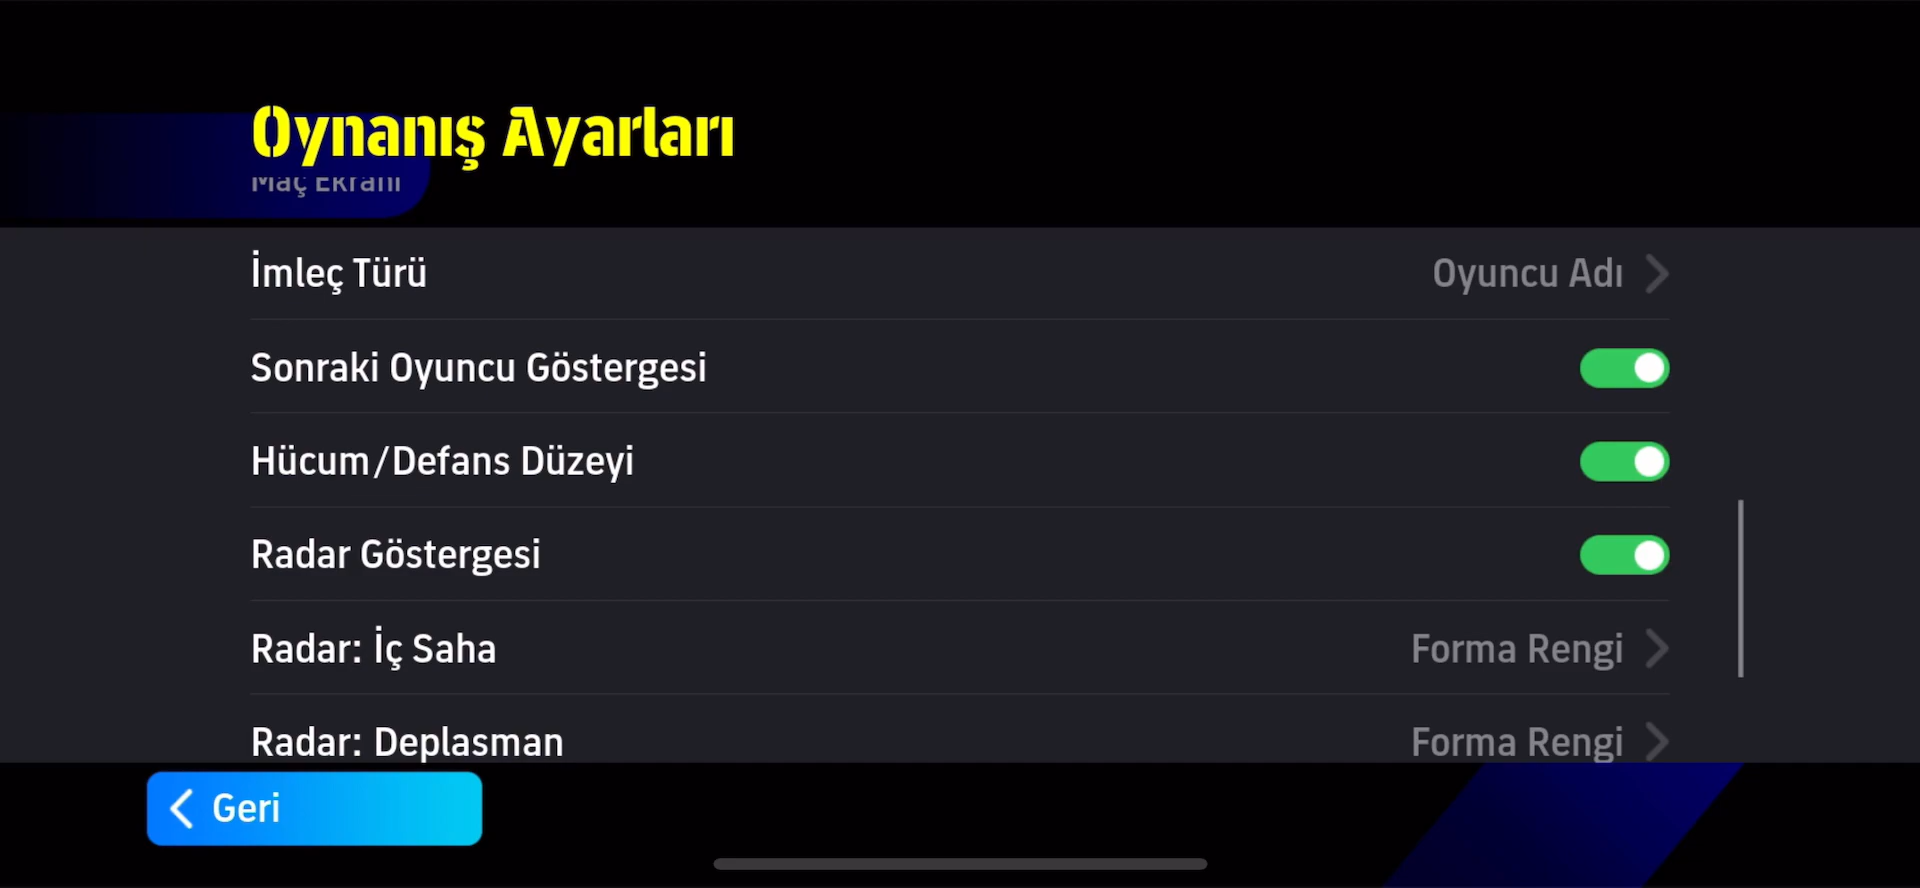 Oynanış Ayarları
Maç Ekranı
İmleç Türü
Oyuncu Adı
Sonraki Oyuncu Göstergesi
Hücum/Defans Düzeyi
Radar Göstergesi
Radar: İç Saha
Forma Rengi
Radar: Deplasman
Forma Rengi
Geri